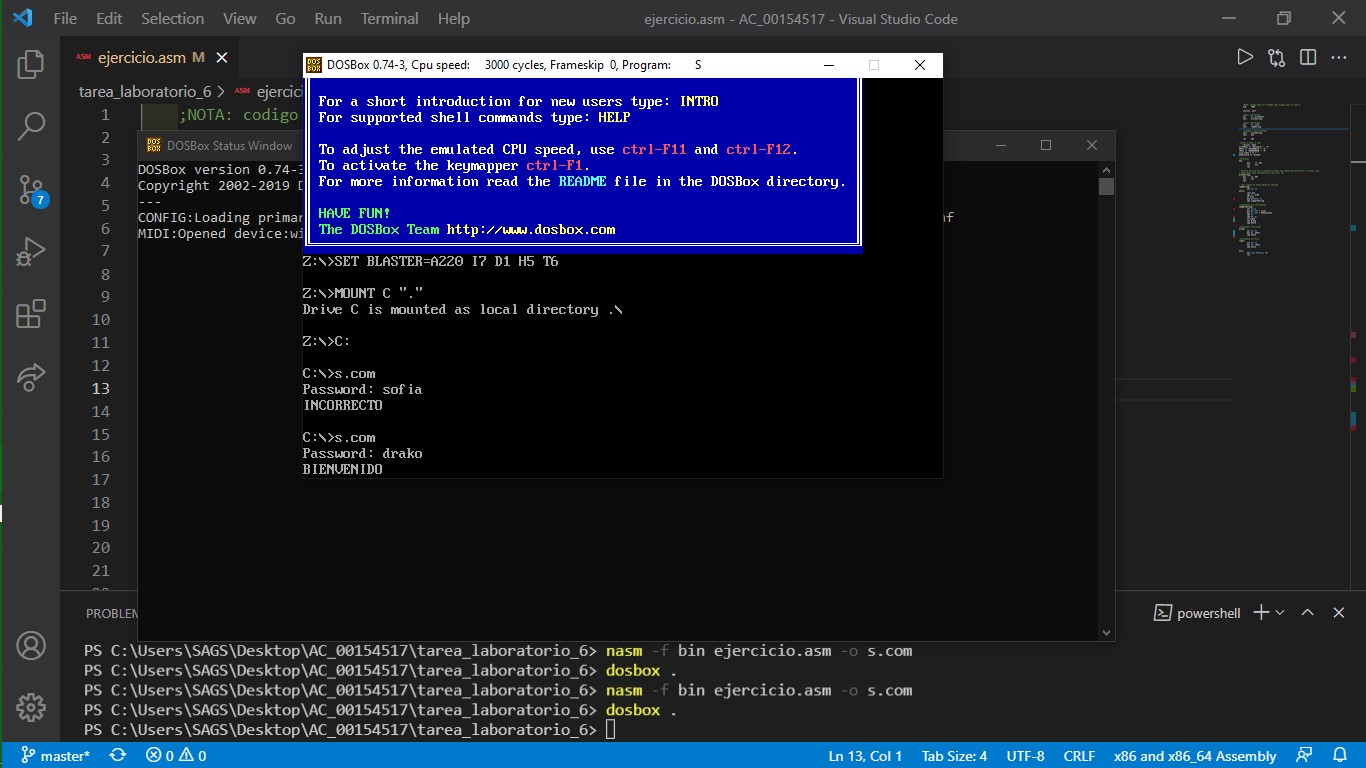 File Edit Selection View Go Run Terminal Help ejercicio.asm - AC_00154517 - Visual Studio Code
ASM ejercicio.asm M
tarea_laboratorio_6 > ASM ejercici
DOSBox 0.74-3, Cpu speed: 3000 cycles, Frameskip 0, Program: S
For a short introduction for new users type: INTRO
For supported shell commands type: HELP
To adjust the emulated CPU speed, use ctrl-F11 and ctrl-F12.
To activate the keymapper ctrl-F1.
For more information read the README file in the DOSBox directory.
HAVE FUN!
The DOSBox Team http://www.dosbox.com
Z:\>SET BLASTER=A220 I7 D1 H5 T6
Z:\>MOUNT C "."
Drive C is mounted as local directory .\
Z:\>C:
C:\>s.com
Password: sofia
INCORRECTO
C:\>s.com
Password: drako
BIENVENIDO
1 ;NOTA: codigo
2
3
4
5
6
7
8
9
10
11
12
13
14
15
16
17
18
19
20
21
DOSBox Status Window
DOSBox version 0.74-3
Copyright 2002-2019 D
---
CONFIG:Loading primar nf
MIDI:Opened device:wi
7
PROBLEM
powershell
PS C:\Users\SAGS\Desktop\AC_00154517\tarea_laboratorio_6> nasm -f bin ejercicio.asm -o s.com
PS C:\Users\SAGS\Desktop\AC_00154517\tarea_laboratorio_6> dosbox .
PS C:\Users\SAGS\Desktop\AC_00154517\tarea_laboratorio_6> nasm -f bin ejercicio.asm -o s.com
PS C:\Users\SAGS\Desktop\AC_00154517\tarea_laboratorio_6> dosbox .
PS C:\Users\SAGS\Desktop\AC_00154517\tarea_laboratorio_6>
master* 0 0 Ln 13, Col 1 Tab Size: 4 UTF-8 CRLF x86 and x86_64 Assembly